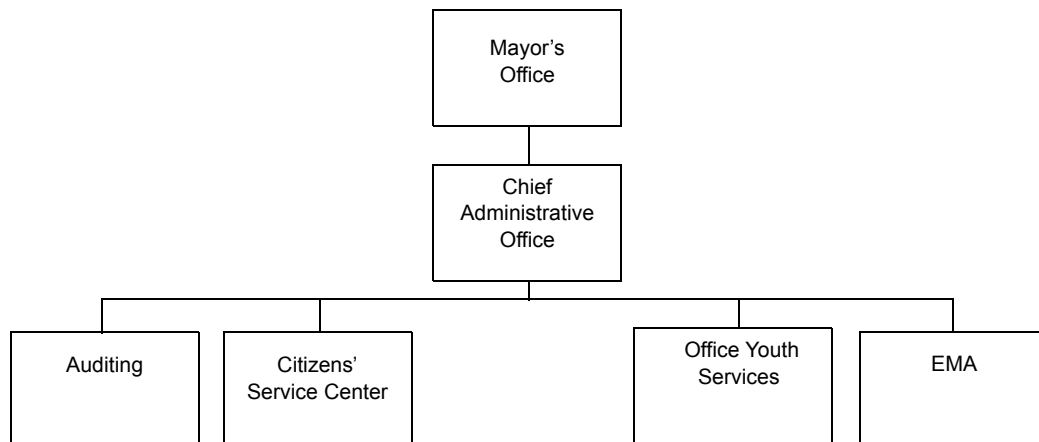 Mayor’s
Office
Chief
Administrative
Office
Auditing
Citizens’
Service Center
Office Youth
Services
EMA